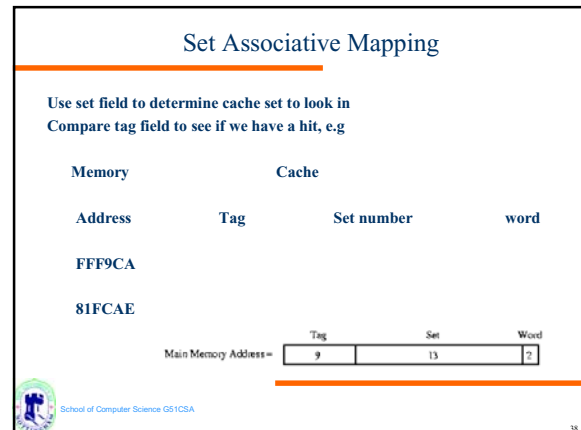 Set Associative Mapping
Use set field to determine cache set to look in
Compare tag field to see if we have a hit, e.g
Memory Cache
Address Tag Set number word
FFF9CA
81FCAE
Tag Set Word
Main Memory Address= 9 13 2
School of Computer Science G51CSA
38